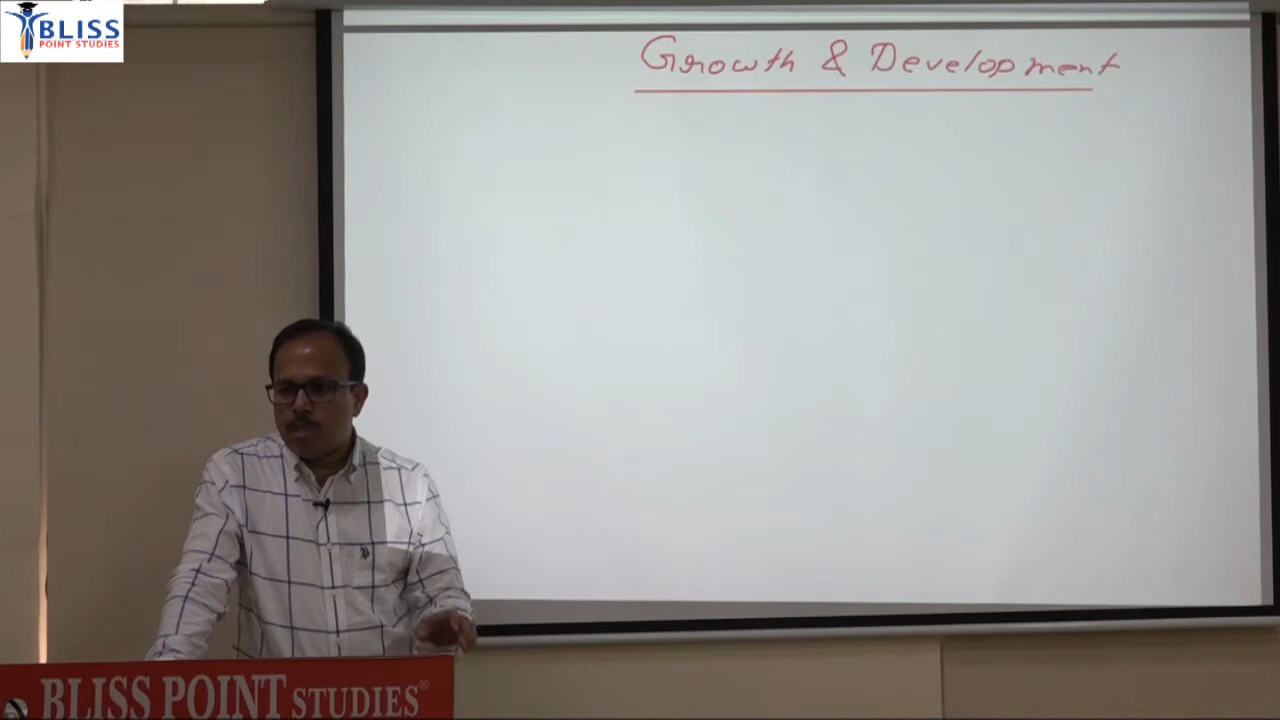 BLISS
POINT STUDIES
Growth & Development
BLISS POINT STUDIES®